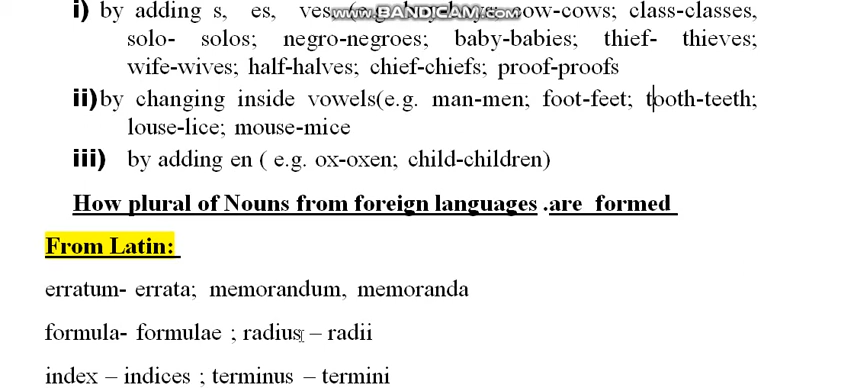 i) by adding s, es, ves cow-cows; class-classes,
www.BANDICAM.com
solo- solos; negro-negroes; baby-babies; thief- thieves;
wife-wives; half-halves; chief-chiefs; proof-proofs
ii)by changing inside vowels(e.g. man-men; foot-feet; tooth-teeth;
louse-lice; mouse-mice
iii) by adding en ( e.g. ox-oxen; child-children)
How plural of Nouns from foreign languages .are formed
From Latin:
erratum- errata; memorandum, memoranda
formula- formulae ; radius – radii
index – indices ; terminus – termini